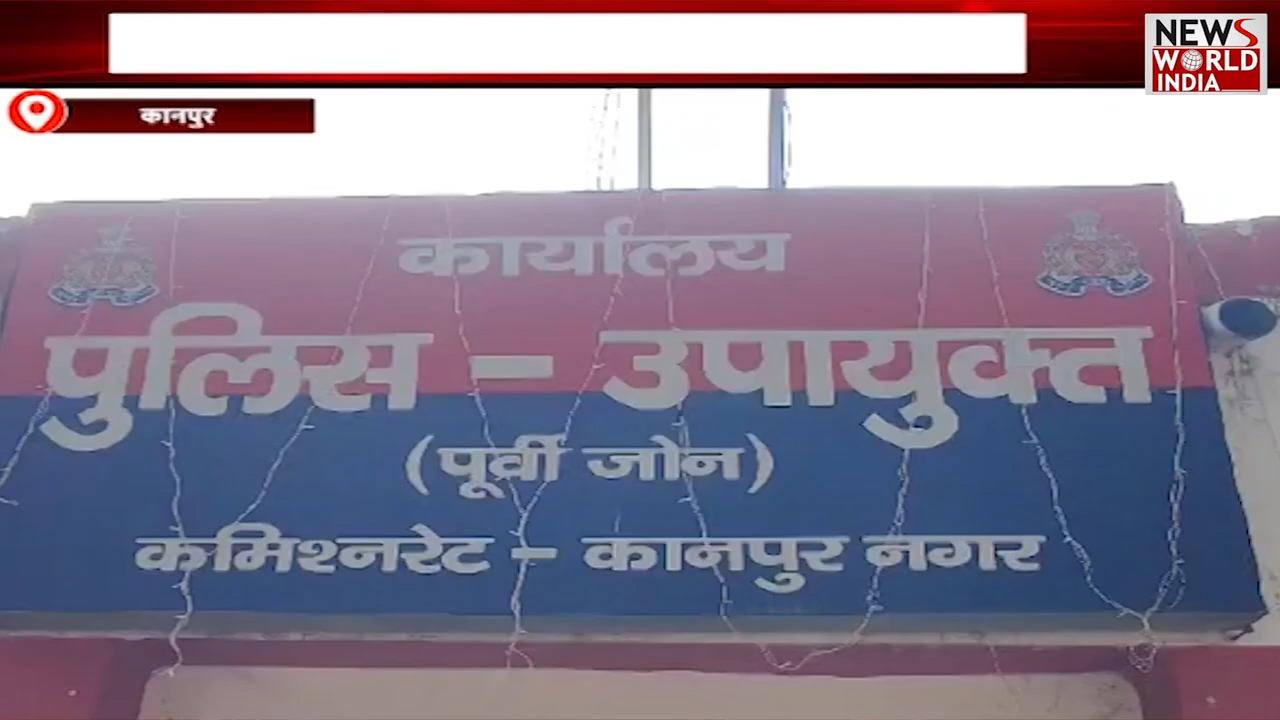 NEWS
WORLD
INDIA
कानपुर
कार्यालय
पुलिस - उपायुक्त
(पूर्वी जोन)
कमिश्नरेट - कानपुर नगर